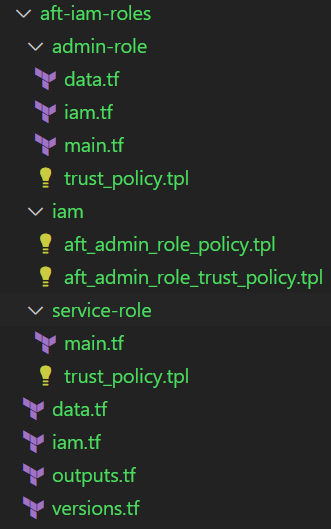 aft-iam-roles
admin-role
data.tf
iam.tf
main.tf
trust_policy.tpl
iam
aft_admin_role_policy.tpl
aft_admin_role_trust_policy.tpl
service-role
main.tf
trust_policy.tpl
data.tf
iam.tf
outputs.tf
versions.tf